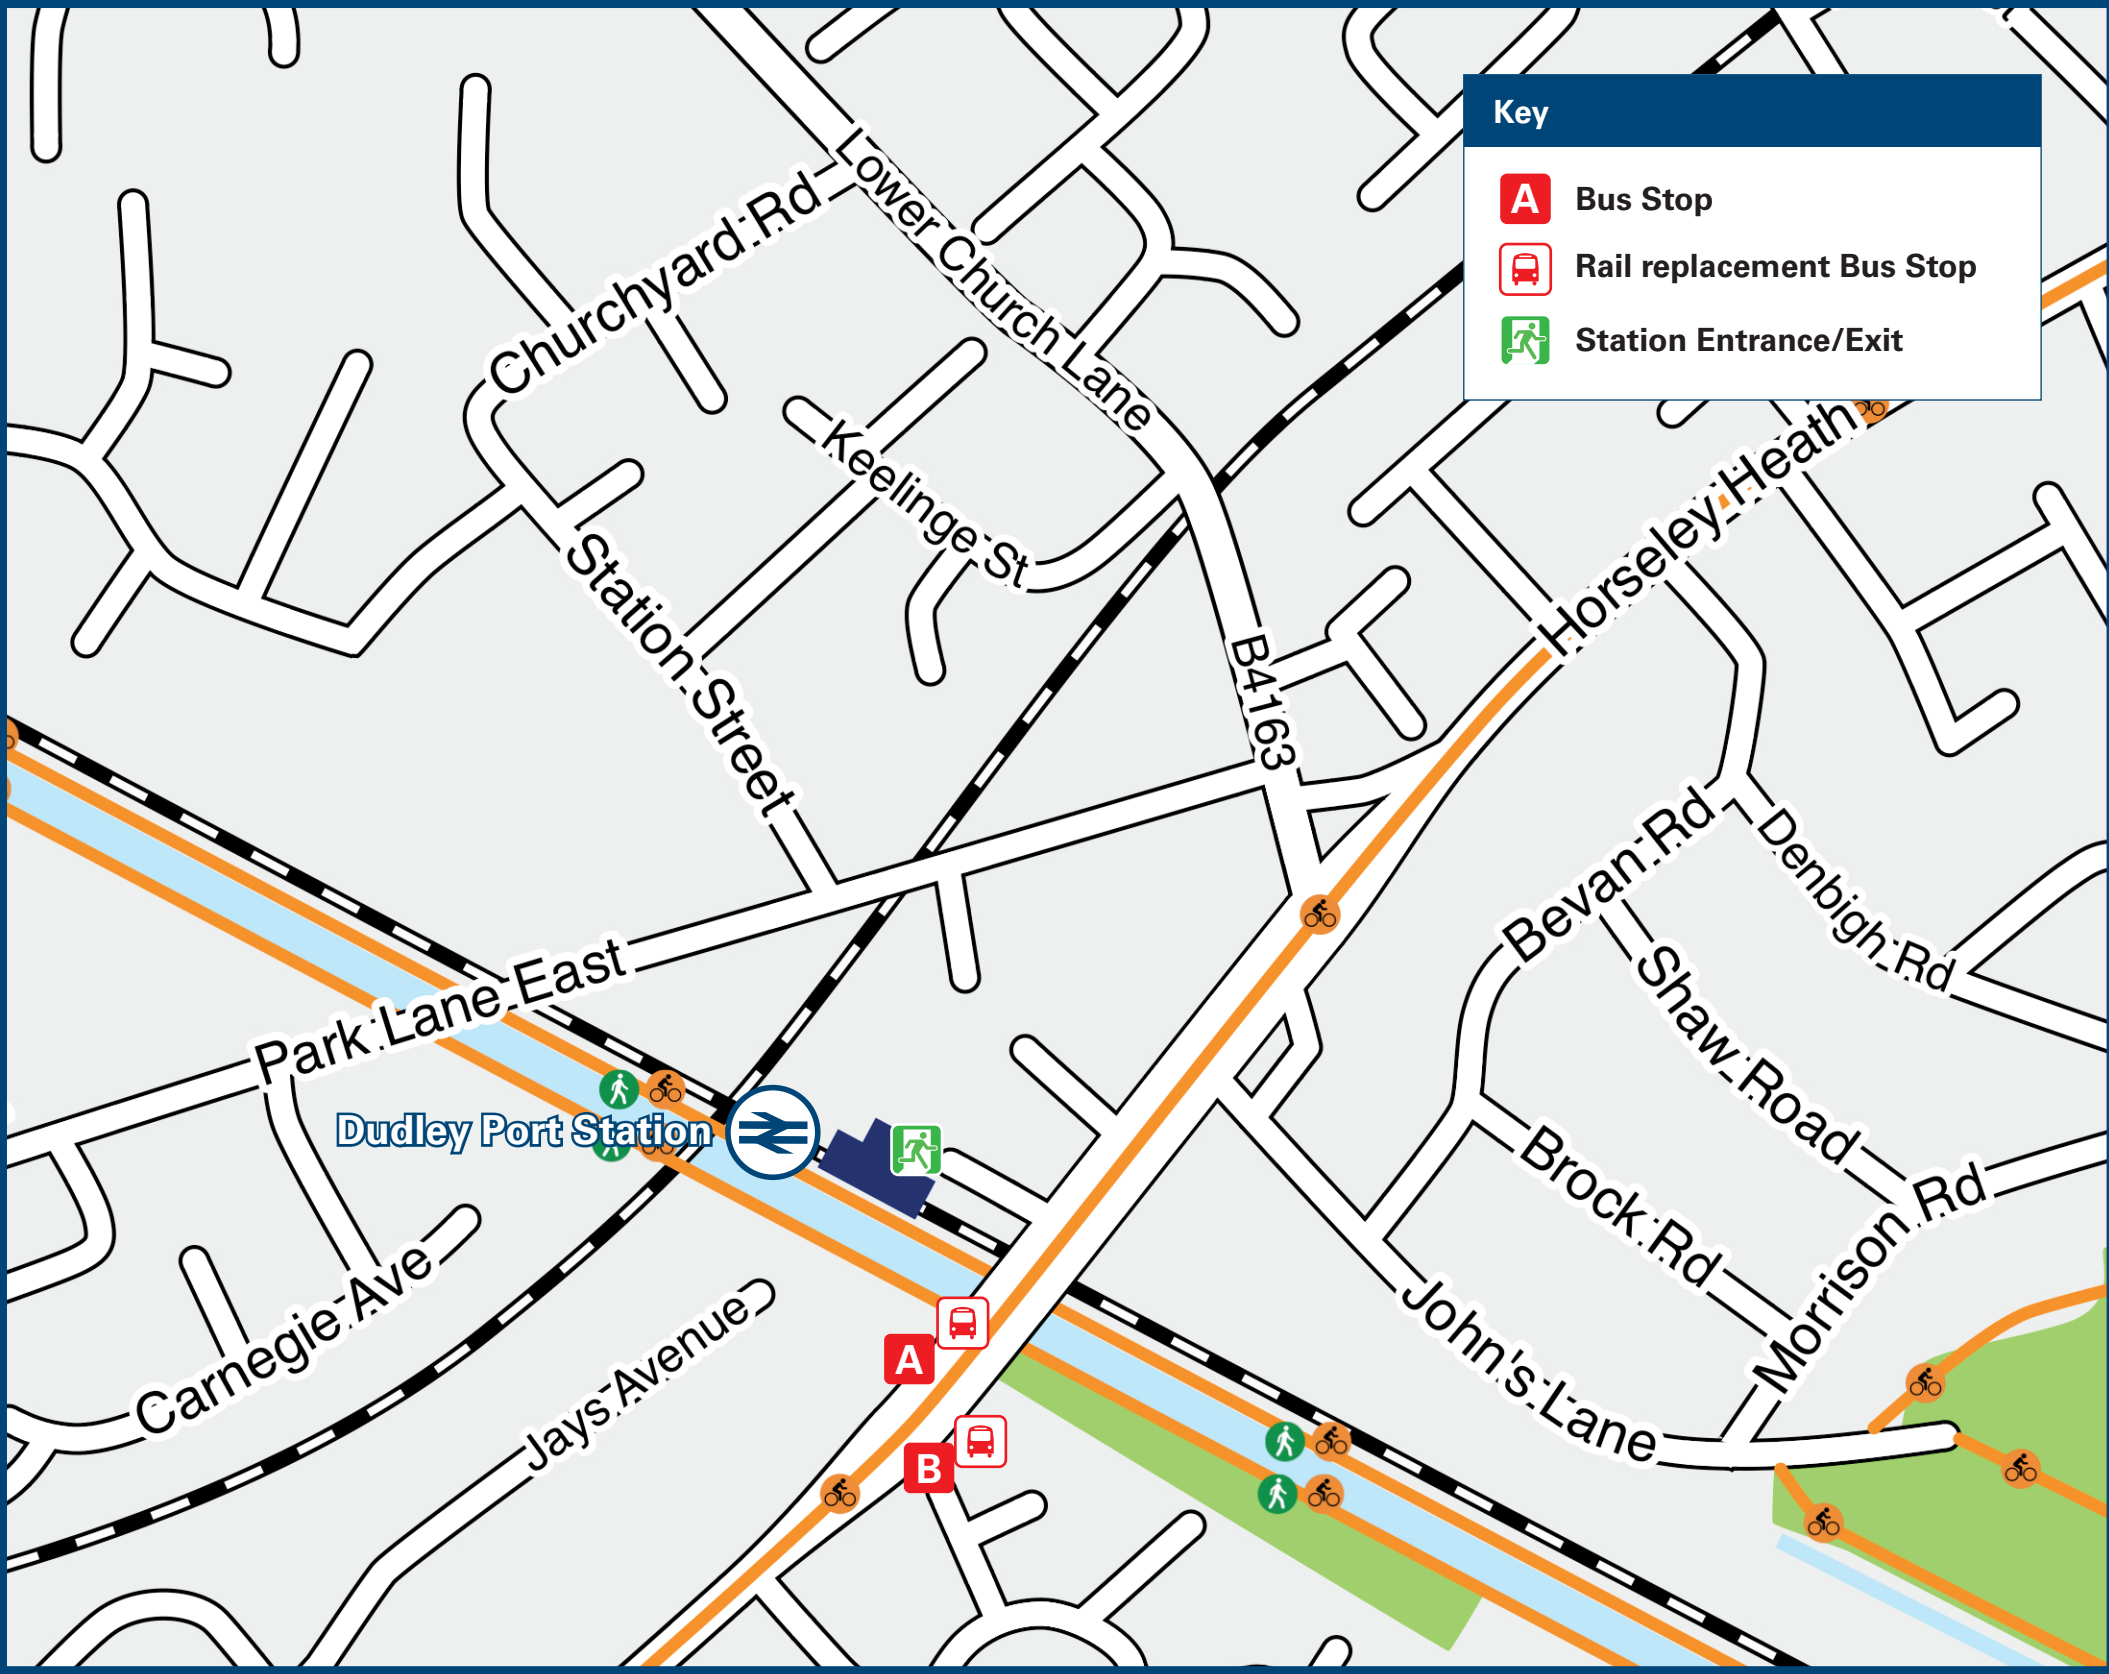 Key
A Bus Stop
Rail replacement Bus Stop
Station Entrance/Exit
Lower Church Lane
Churchyard Rd
Keelinge St
Station Street
B4163
Horseley Heath
Bevan Rd
Denbigh Rd
Shaw Road
Park Lane East
Dudley Port Station
Brock Rd
Morrison Rd
Carnegie Ave
Jays Avenue
John's Lane
A
B